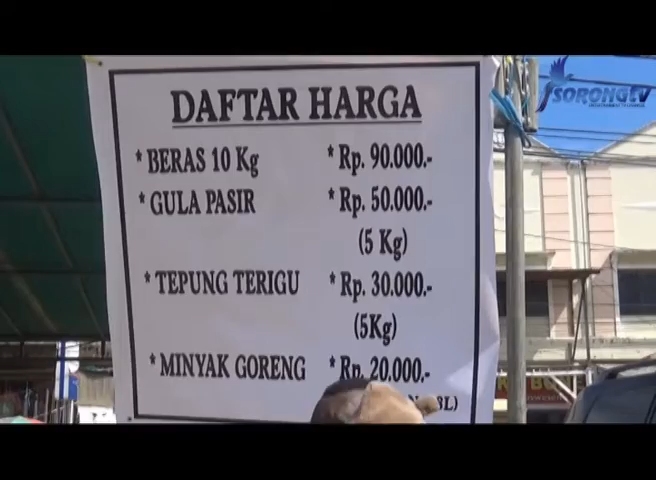 SORONGTV
DAFTAR HARGA
* BERAS 10 Kg * Rp. 90.000.-
* GULA PASIR * Rp. 50.000.-
(5 Kg)
* TEPUNG TERIGU * Rp. 30.000.-
(5Kg)
* MINYAK GORENG * Rp. 20.000.-